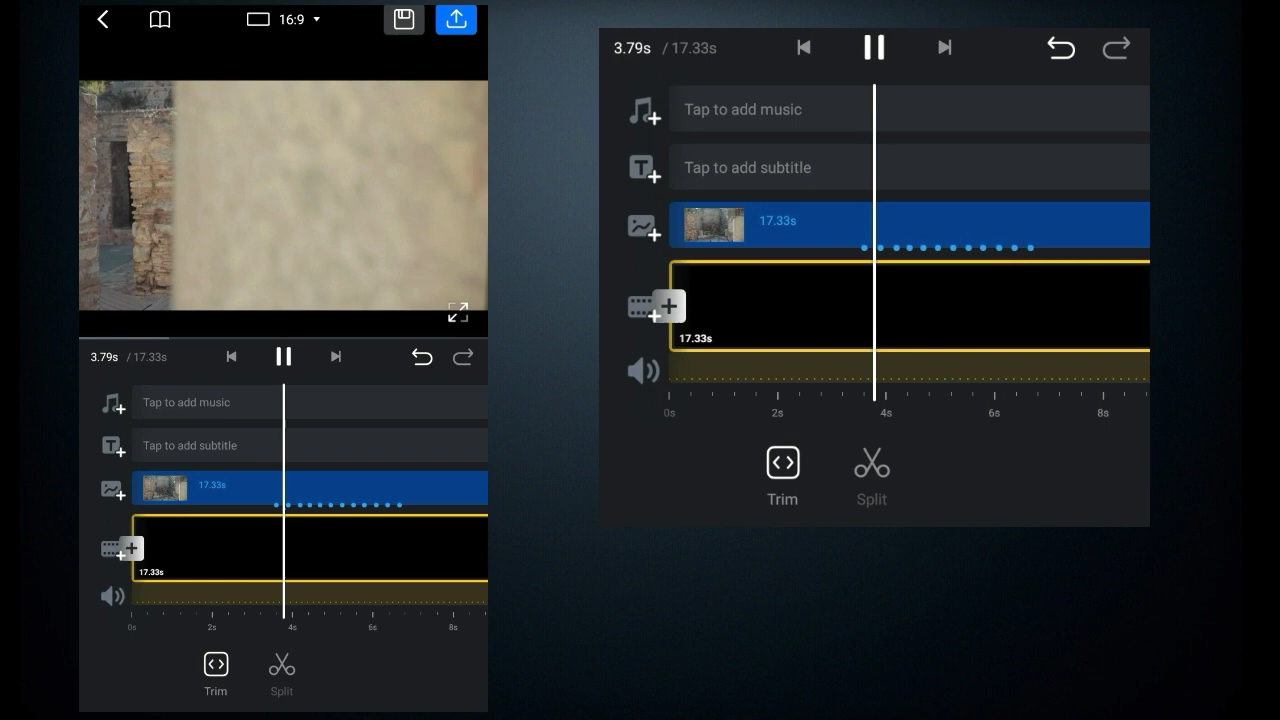 16:9
3.79s / 17.33s
Tap to add music
Tap to add subtitle
17.33s
17.33s
0s 2s 4s 6s 8s
Trim Split
3.79s / 17.33s
Tap to add music
Tap to add subtitle
17.33s
17.33s
0s 2s 4s 6s 8s
Trim Split